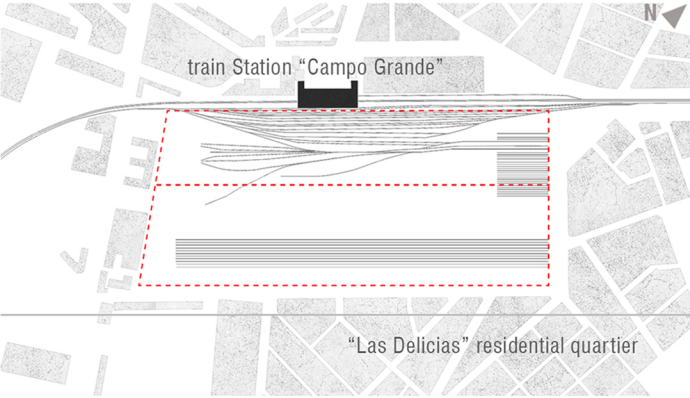 N
train Station “Campo Grande”
“Las Delicias” residential quartier